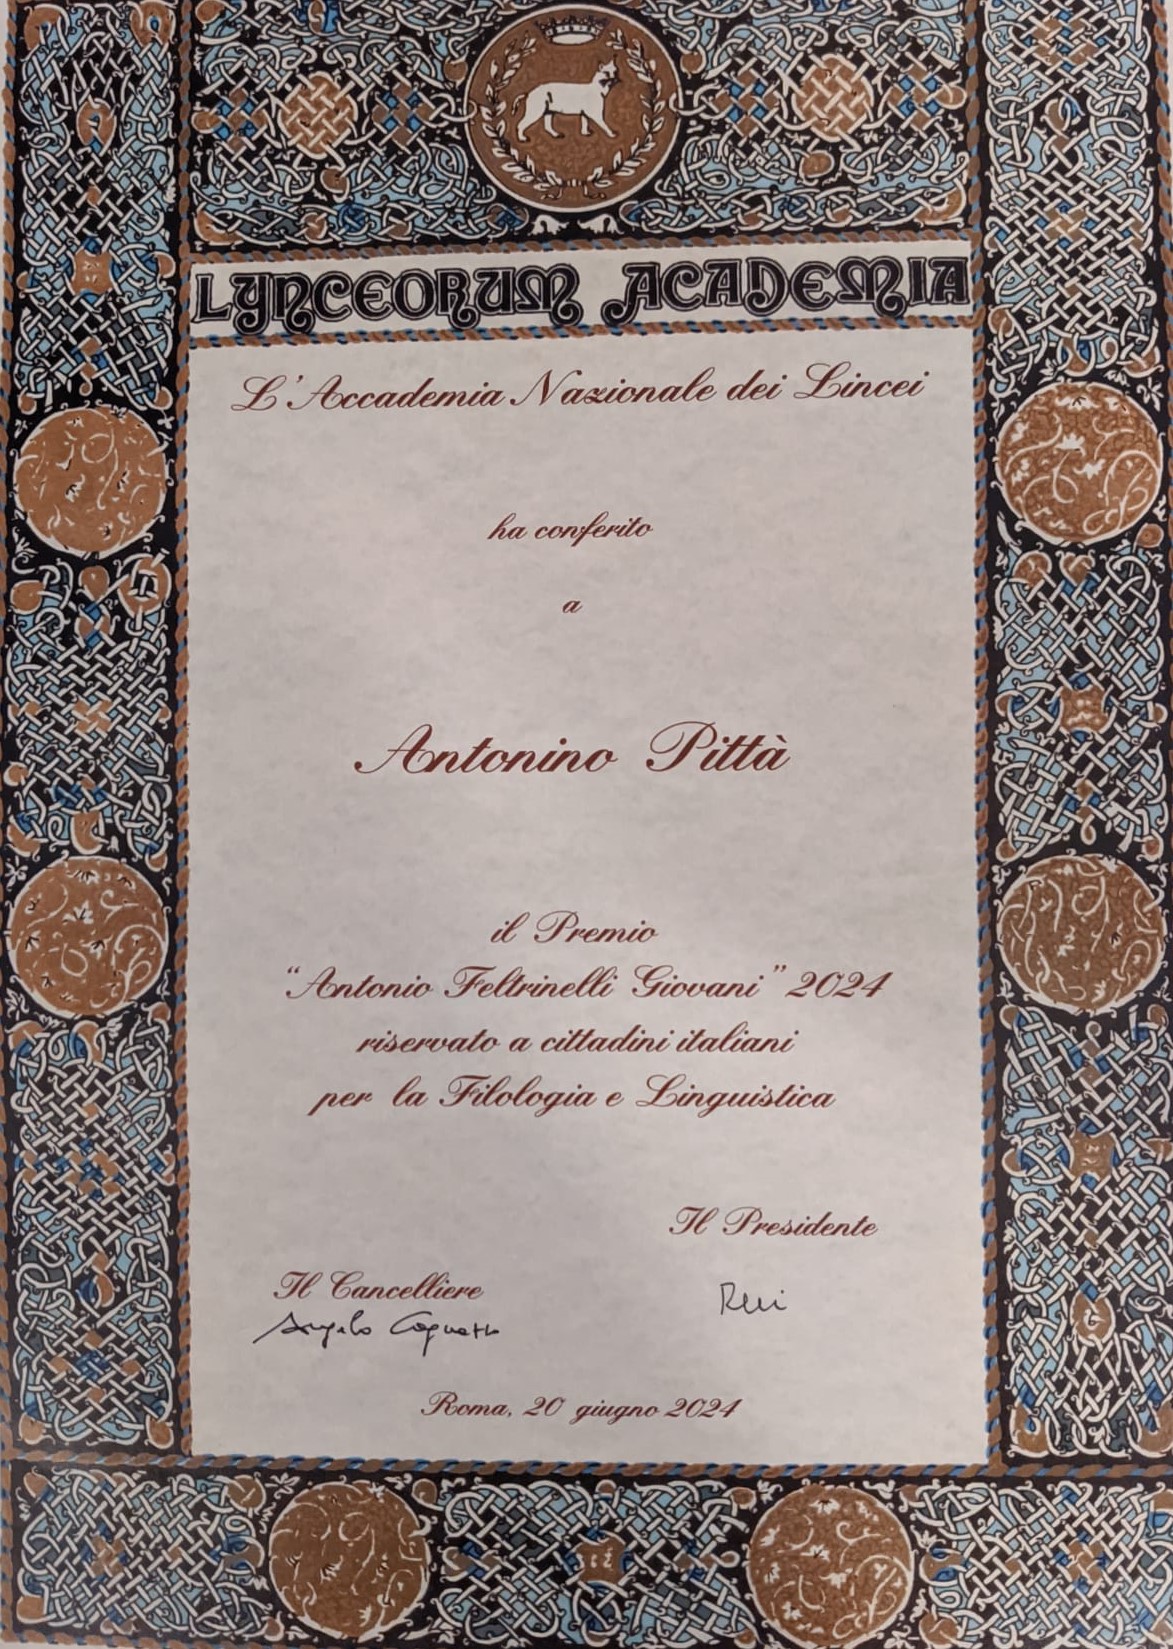 LYNCEORUM ACADEMIA
L'Accademia Nazionale dei Lincei
ha conferito
a
Antonino Pittà
il Premio
“Antonio Feltrinelli Giovani” 2024
riservato a cittadini italiani
per la Filologia e Linguistica
Il Presidente
Il Cancelliere
Angelo
Roma, 20 giugno 2024